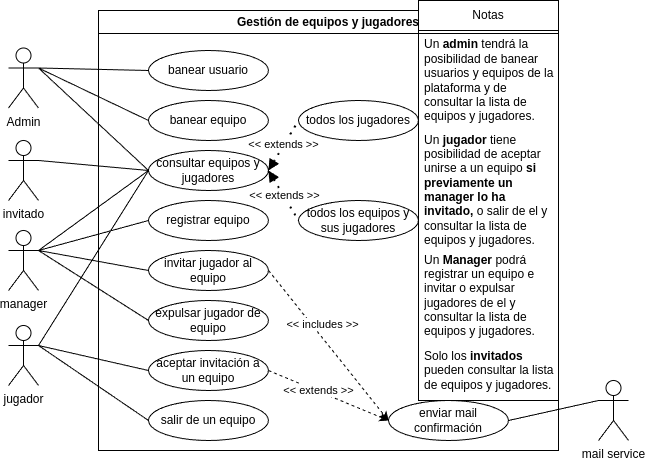 Gestión de equipos y jugadores
Notas
Un admin tendrá la
posibilidad de banear
usuarios y equipos de la
plataforma y de
consultar la lista de
equipos y jugadores.
Un jugador tiene
posibilidad de aceptar
unirse a un equipo si
previamente un
manager lo ha
invitado, o salir de el y
consultar la lista de
equipos y jugadores.
Un Manager podrá
registrar un equipo e
invitar o expulsar
jugadores de el y
consultar la lista de
equipos y jugadores.
Solo los invitados
pueden consultar la lista
de equipos y jugadores.
Admin
invitado
manager
jugador
banear usuario
banear equipo
consultar equipos y
jugadores
registrar equipo
invitar jugador al
equipo
expulsar jugador de
equipo
aceptar invitación a
un equipo
salir de un equipo
todos los jugadores
<< extends >>
<< extends >>
todos los equipos y
sus jugadores
<< includes >>
<< extends >>
enviar mail
confirmación
mail service